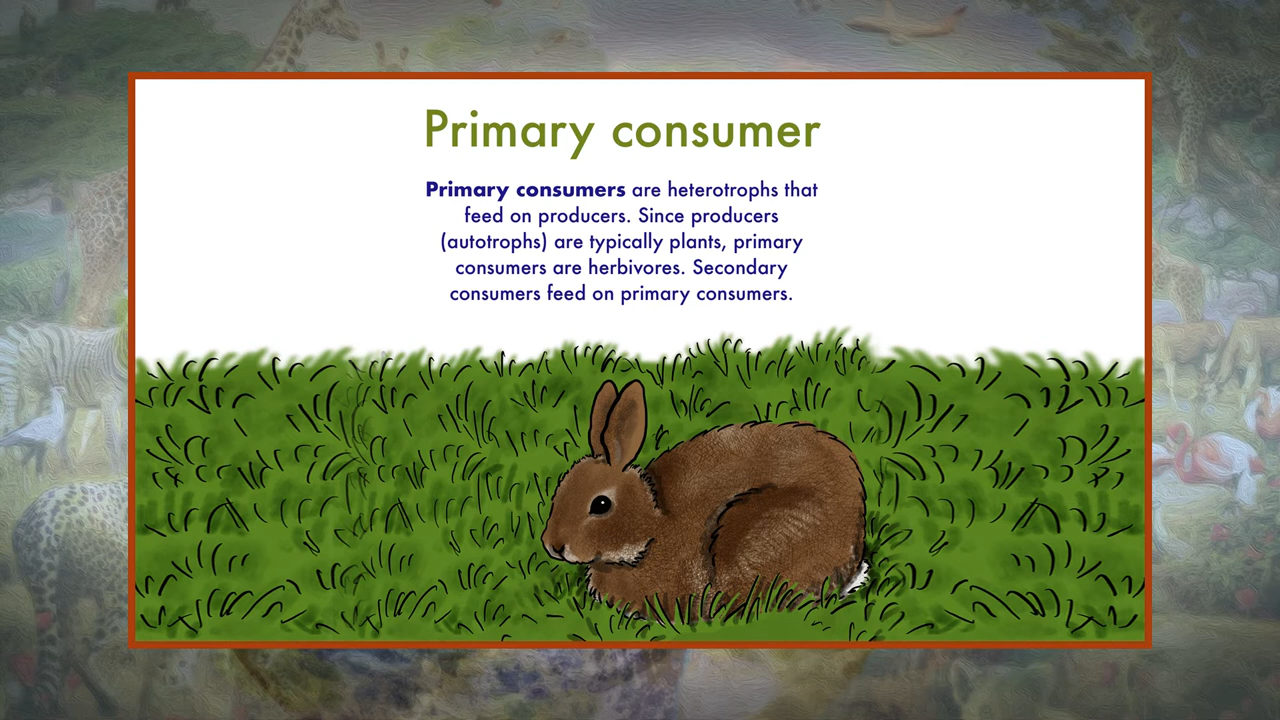 Primary consumer
Primary consumers are heterotrophs that
feed on producers. Since producers
(autotrophs) are typically plants, primary
consumers are herbivores. Secondary
consumers feed on primary consumers.